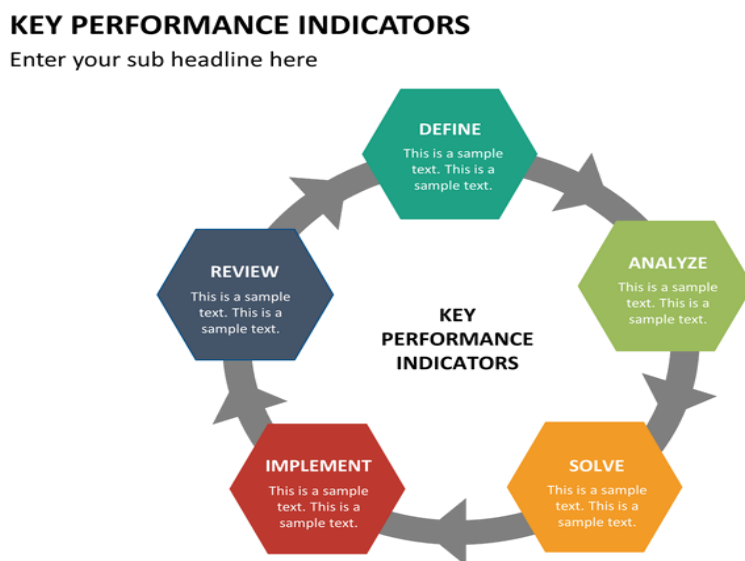 KEY PERFORMANCE INDICATORS
Enter your sub headline here
DEFINE
This is a sample
text. This is a
sample text.
ANALYZE
This is a sample
text. This is a
sample text.
SOLVE
This is a sample
text. This is a
sample text.
IMPLEMENT
This is a sample
text. This is a
sample text.
REVIEW
This is a sample
text. This is a
sample text.
KEY
PERFORMANCE
INDICATORS